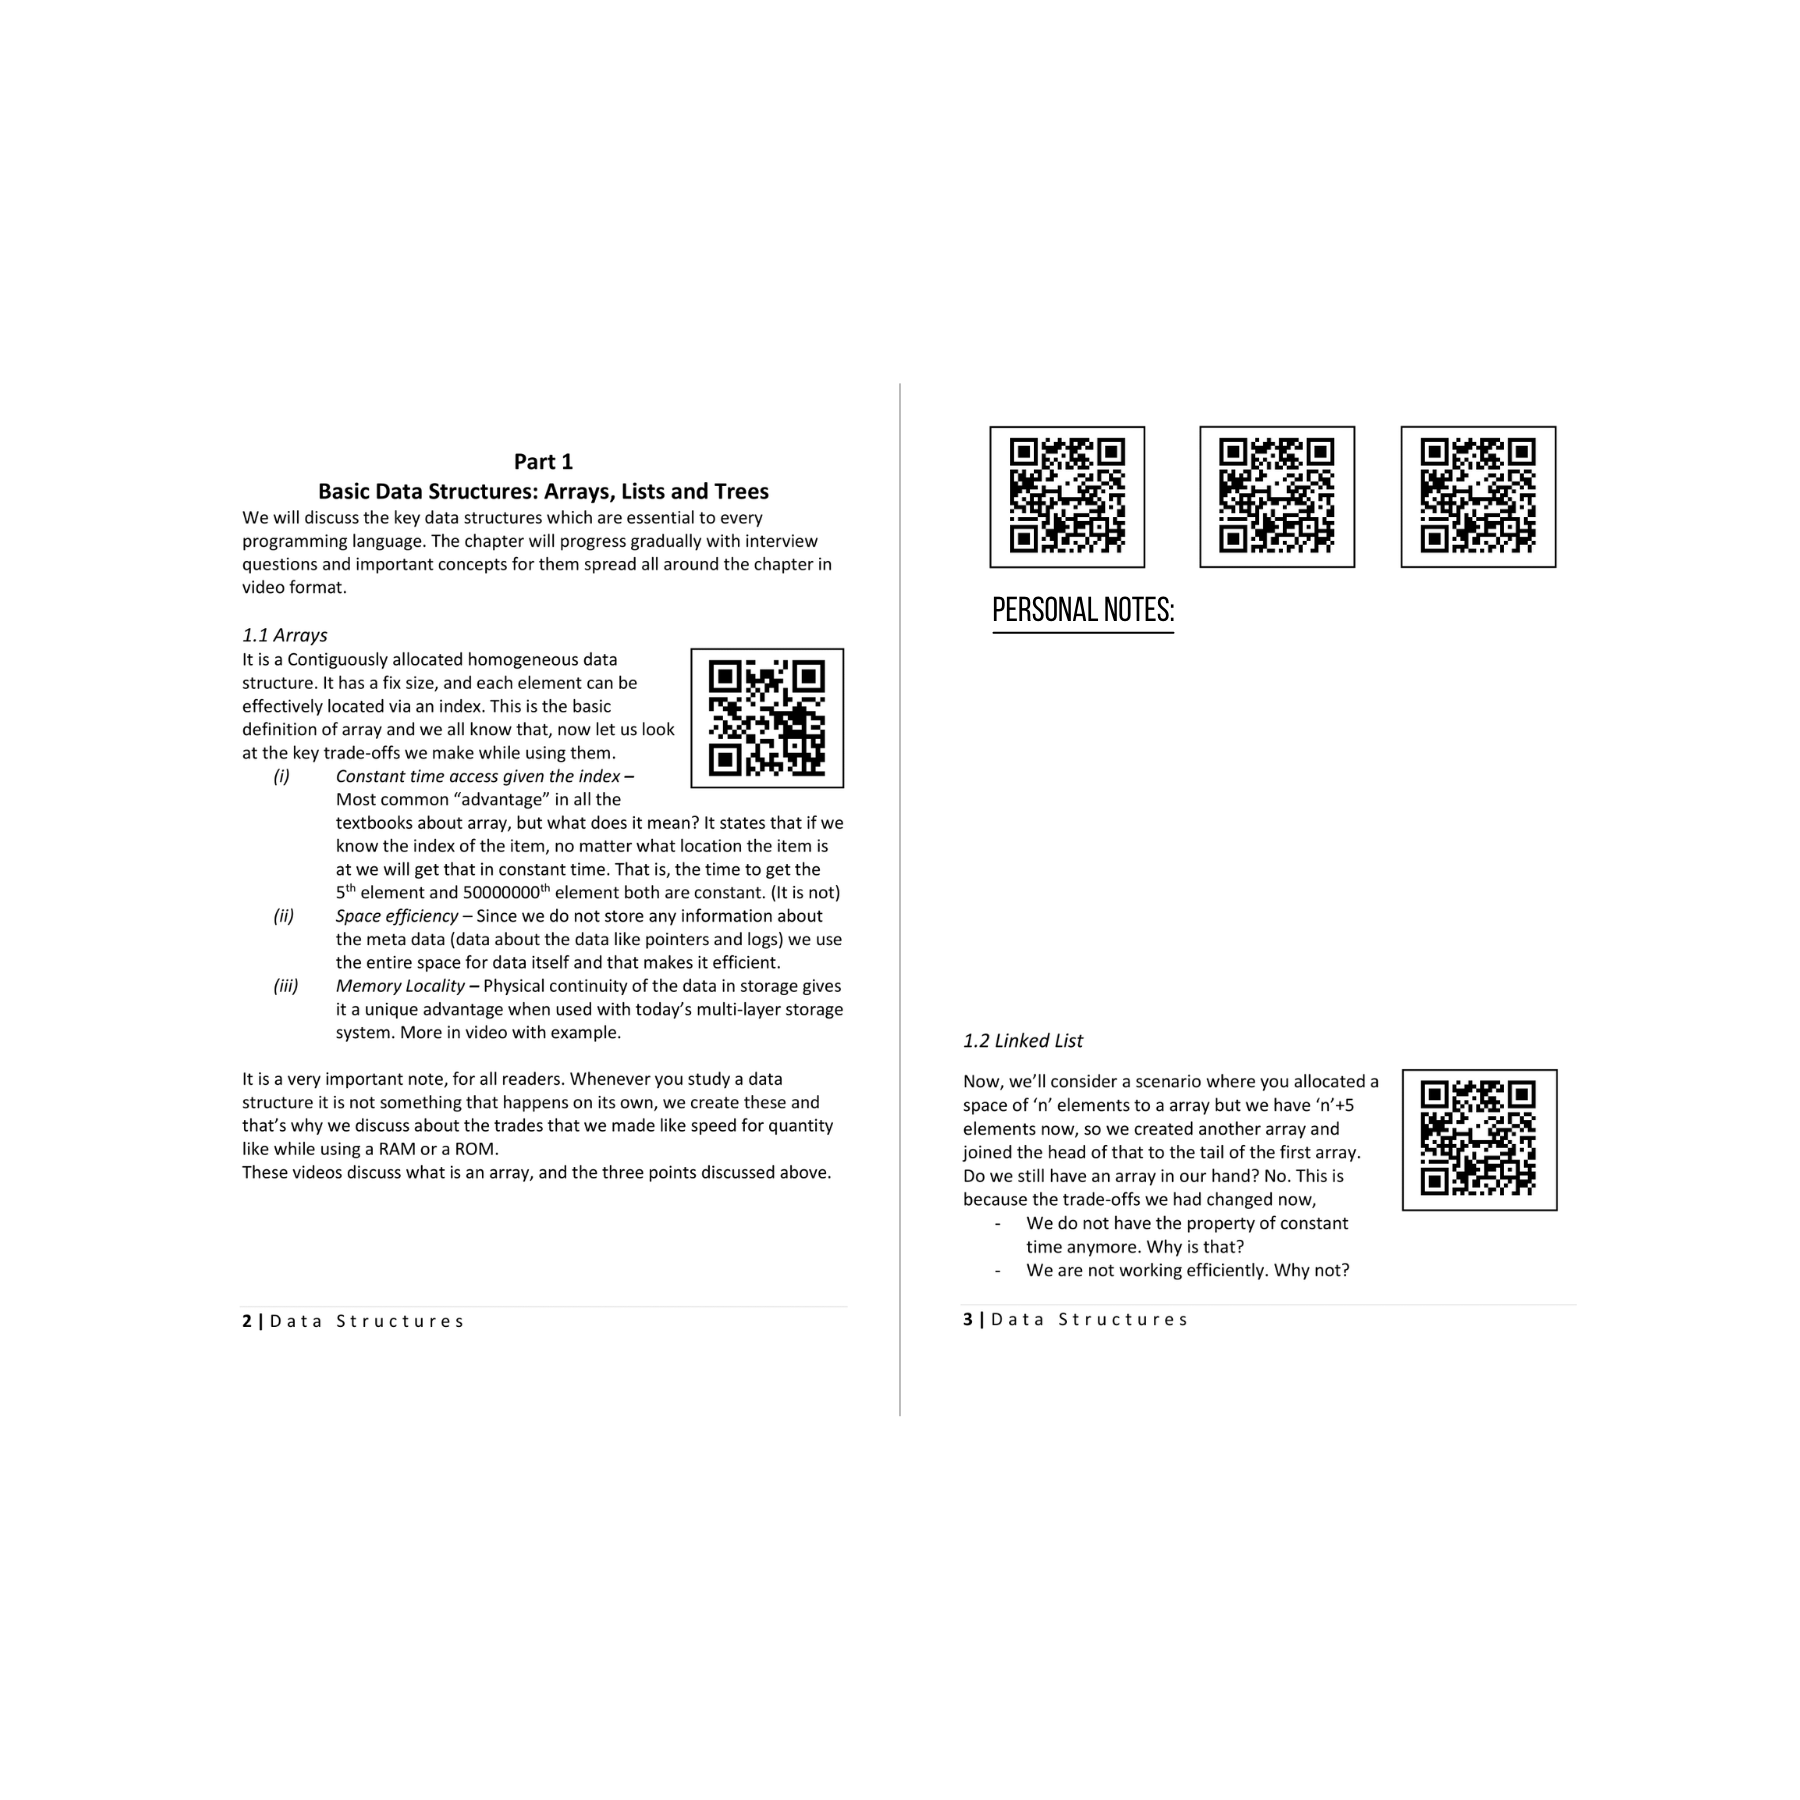 Part 1
Basic Data Structures: Arrays, Lists and Trees
We will discuss the key data structures which are essential to every
programming language. The chapter will progress gradually with interview
questions and important concepts for them spread all around the chapter in
video format.
1.1 Arrays
It is a Contiguously allocated homogeneous data
structure. It has a fix size, and each element can be
effectively located via an index. This is the basic
definition of array and we all know that, now let us look
at the key trade-offs we make while using them.
(i) Constant time access given the index –
Most common “advantage” in all the
textbooks about array, but what does it mean? It states that if we
know the index of the item, no matter what location the item is
at we will get that in constant time. That is, the time to get the
5th element and 50000000th element both are constant. (It is not)
(ii) Space efficiency – Since we do not store any information about
the meta data (data about the data like pointers and logs) we use
the entire space for data itself and that makes it efficient.
(iii) Memory Locality – Physical continuity of the data in storage gives
it a unique advantage when used with today’s multi-layer storage
system. More in video with example.
It is a very important note, for all readers. Whenever you study a data
structure it is not something that happens on its own, we create these and
that’s why we discuss about the trades that we made like speed for quantity
like while using a RAM or a ROM.
These videos discuss what is an array, and the three points discussed above.
2 | Data Structures
PERSONAL NOTES:
1.2 Linked List
Now, we’ll consider a scenario where you allocated a
space of ‘n’ elements to a array but we have ‘n’+5
elements now, so we created another array and
joined the head of that to the tail of the first array.
Do we still have an array in our hand? No. This is
because the trade-offs we had changed now,
- We do not have the property of constant
time anymore. Why is that?
- We are not working efficiently. Why not?
3 | Data Structures